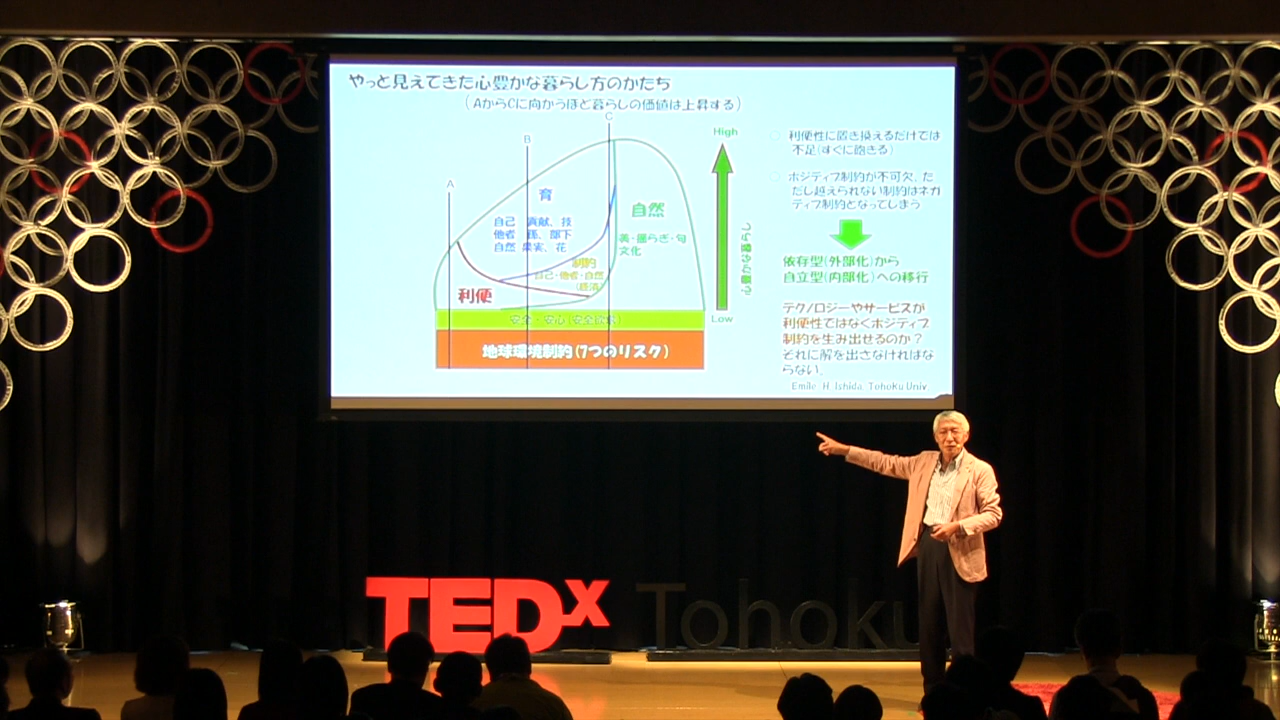 やっと見えてきた心豊かな暮らし方のかたち
(AからCに向かうほど暮らしの価値は上昇する)
A
B
C
育
自己 貢献、技
他者 孫、部下
自然 果実、花
自然
美・揺らぎ・旬
文化
制約
自己・他者・自然
(経済)
利便
安全・安心
地球環境制約(7つのリスク)
High
Low
心豊かな暮らし
利便性に置き換えるだけでは
不足(すぐに飽きる)
ポジティブ制約が不可欠、た
だし越えられない制約はネガ
ティブ制約となってしまう
依存型(外部化)から
自立型(内部化)への移行
テクノロジーやサービスが
利便性ではなくポジティブ
制約を生み出せるのか?
それに解を出さなければな
らない。
Emile H. Ishida, Tohoku Univ.
TEDx Tohoku